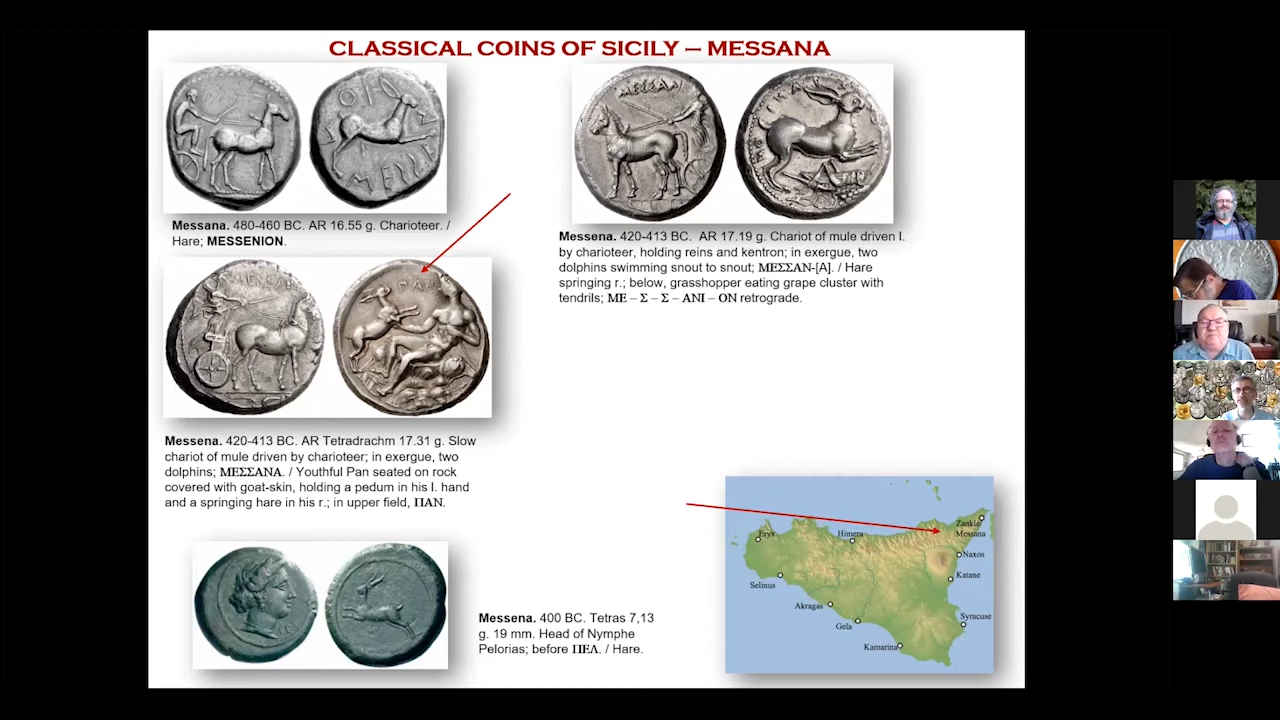 CLASSICAL COINS OF SICILY – MESSANA
Messana. 480-460 BC. AR 16.55 g. Charioteer. /
Hare; MESSENION.
Messena. 420-413 BC. AR 17.19 g. Chariot of mule driven l.
by charioteer, holding reins and kentron; in exergue, two
dolphins swimming snout to snout; ΜΕΣΣΑΝ-[Α]. / Hare
springing r.; below, grasshopper eating grape cluster with
tendrils; ΜΕ – Σ – Σ – ΑΝΙ – ΟΝ retrograde.
Messena. 420-413 BC. AR Tetradrachm 17.31 g. Slow
chariot of mule driven by charioteer; in exergue, two
dolphins; ΜΕΣΣΑΝΑ. / Youthful Pan seated on rock
covered with goat-skin, holding a pedum in his l. hand
and a springing hare in his r.; in upper field, ΠΑΝ.
Messena. 400 BC. Tetras 7,13
g. 19 mm. Head of Nymphe
Pelorias; before ΠΕΛ. / Hare.
Eryx
Himera
Zankle
Messana
Naxos
Katane
Selinus
Akragas
Gela
Syracuse
Kamarina